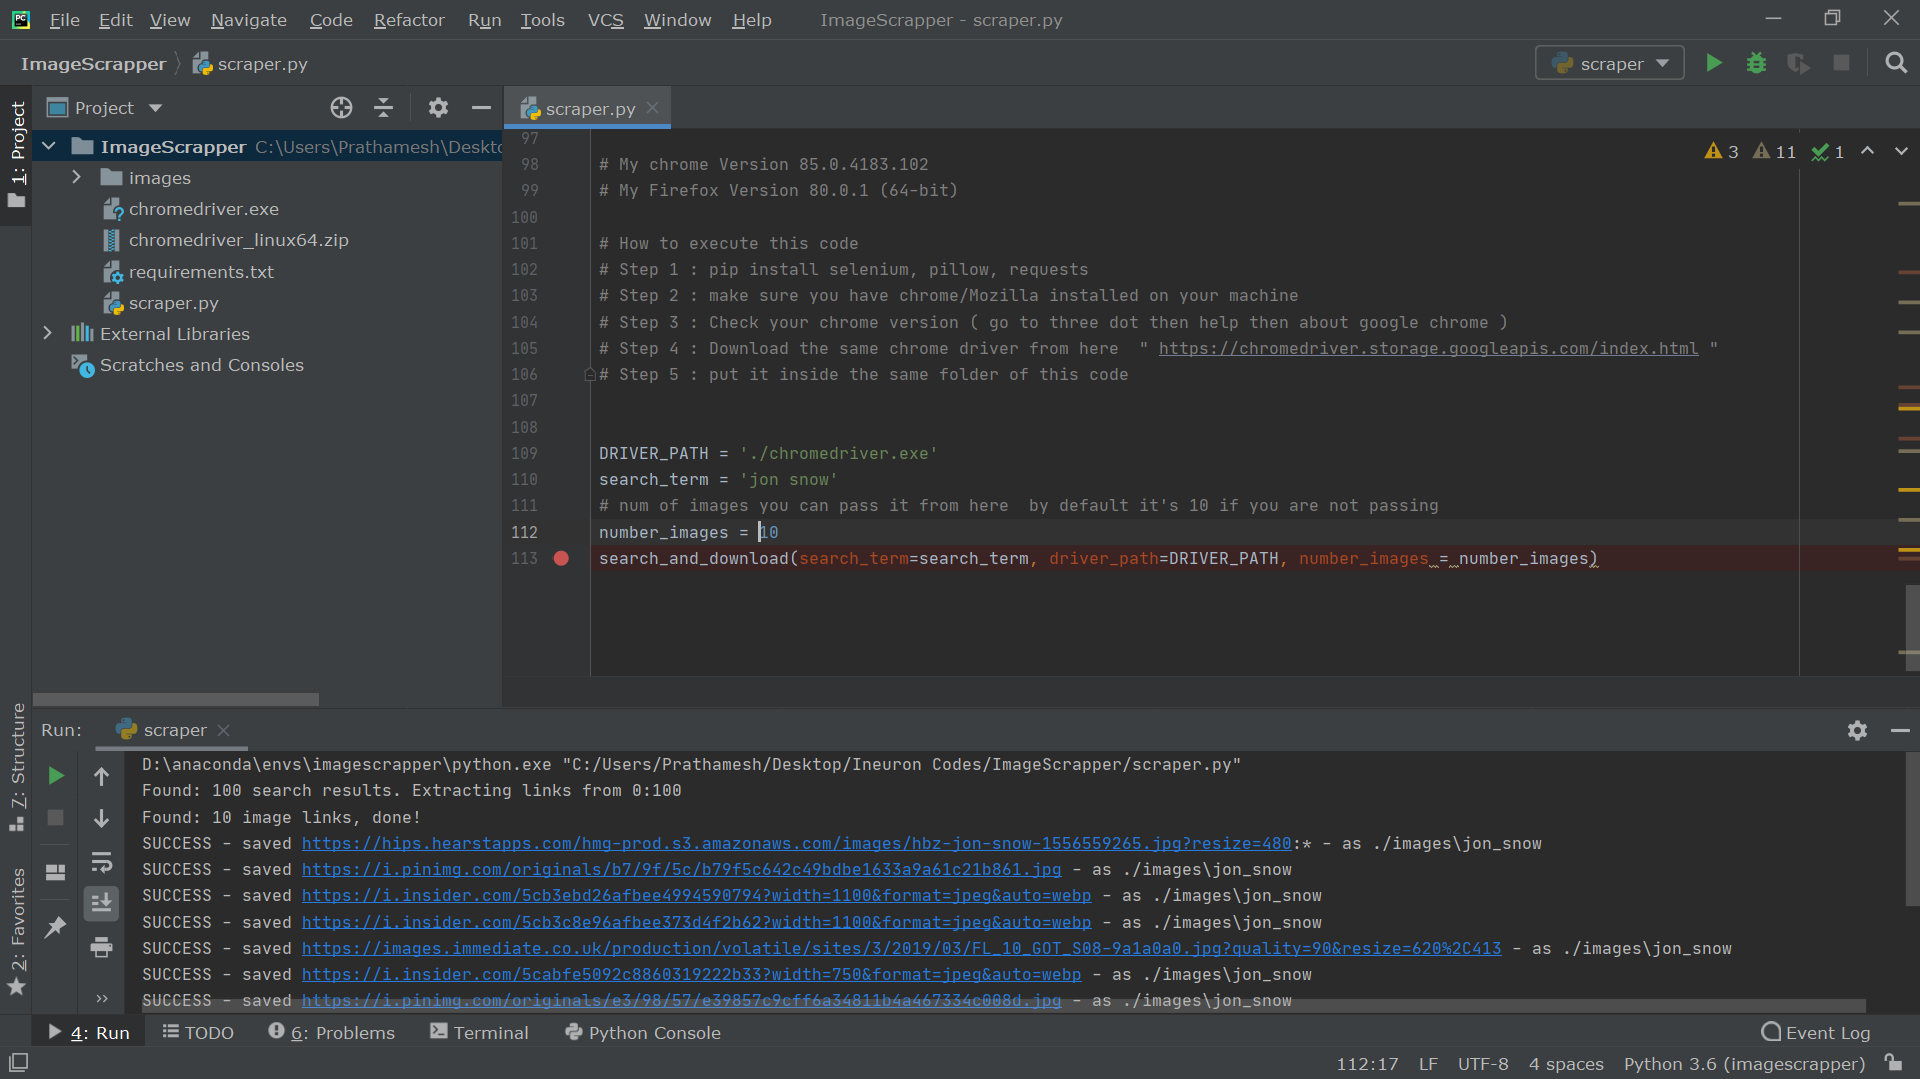 File Edit View Navigate Code Refactor Run Tools VCS Window Help ImageScrapper - scraper.py
ImageScrapper scraper.py scraper
1: Project
Project
scraper.py
ImageScrapper C:\Users\Prathamesh\Deskto
images
chromedriver.exe
chromedriver_linux64.zip
requirements.txt
scraper.py
External Libraries
Scratches and Consoles
3 11 1
97
98 # My chrome Version 85.0.4183.102
99 # My Firefox Version 80.0.1 (64-bit)
100
101 # How to execute this code
102 # Step 1 : pip install selenium, pillow, requests
103 # Step 2 : make sure you have chrome/Mozilla installed on your machine
104 # Step 3 : Check your chrome version ( go to three dot then help then about google chrome )
105 # Step 4 : Download the same chrome driver from here  " https://chromedriver.storage.googleapis.com/index.html "
106 # Step 5 : put it inside the same folder of this code
107
108
109 DRIVER_PATH = './chromedriver.exe'
110 search_term = 'jon snow'
111 # num of images you can pass it from here  by default it's 10 if you are not passing
112 number_images = 10
113 search_and_download(search_term=search_term, driver_path=DRIVER_PATH, number_images = number_images)
7: Structure
2: Favorites
Run: scraper
D:\anaconda\envs\imagescrapper\python.exe "C:/Users/Prathamesh/Desktop/Ineuron Codes/ImageScrapper/scraper.py"
Found: 100 search results. Extracting links from 0:100
Found: 10 image links, done!
SUCCESS - saved https://hips.hearstapps.com/hmg-prod.s3.amazonaws.com/images/hbz-jon-snow-1556559265.jpg?resize=480:* - as ./images\jon_snow
SUCCESS - saved https://i.pinimg.com/originals/b7/9f/5c/b79f5c642c49bdbe1633a9a61c21b861.jpg - as ./images\jon_snow
SUCCESS - saved https://i.insider.com/5cb3ebd26afbee4994590794?width=1100&format=jpeg&auto=webp - as ./images\jon_snow
SUCCESS - saved https://i.insider.com/5cb3c8e96afbee373d4f2b62?width=1100&format=jpeg&auto=webp - as ./images\jon_snow
SUCCESS - saved https://images.immediate.co.uk/production/volatile/sites/3/2019/03/FL_10_GOT_S08-9a1a0a0.jpg?quality=90&resize=620%2C413 - as ./images\jon_snow
SUCCESS - saved https://i.insider.com/5cabfe5092c8860319222b33?width=750&format=jpeg&auto=webp - as ./images\jon_snow
SUCCESS - saved https://i.pinimg.com/originals/e3/98/57/e39857c9cff6a34811b4a467334c008d.jpg - as ./images\jon_snow
4: Run TODO 6: Problems Terminal Python Console Event Log
112:17 LF UTF-8 4 spaces Python 3.6 (imagescrapper)